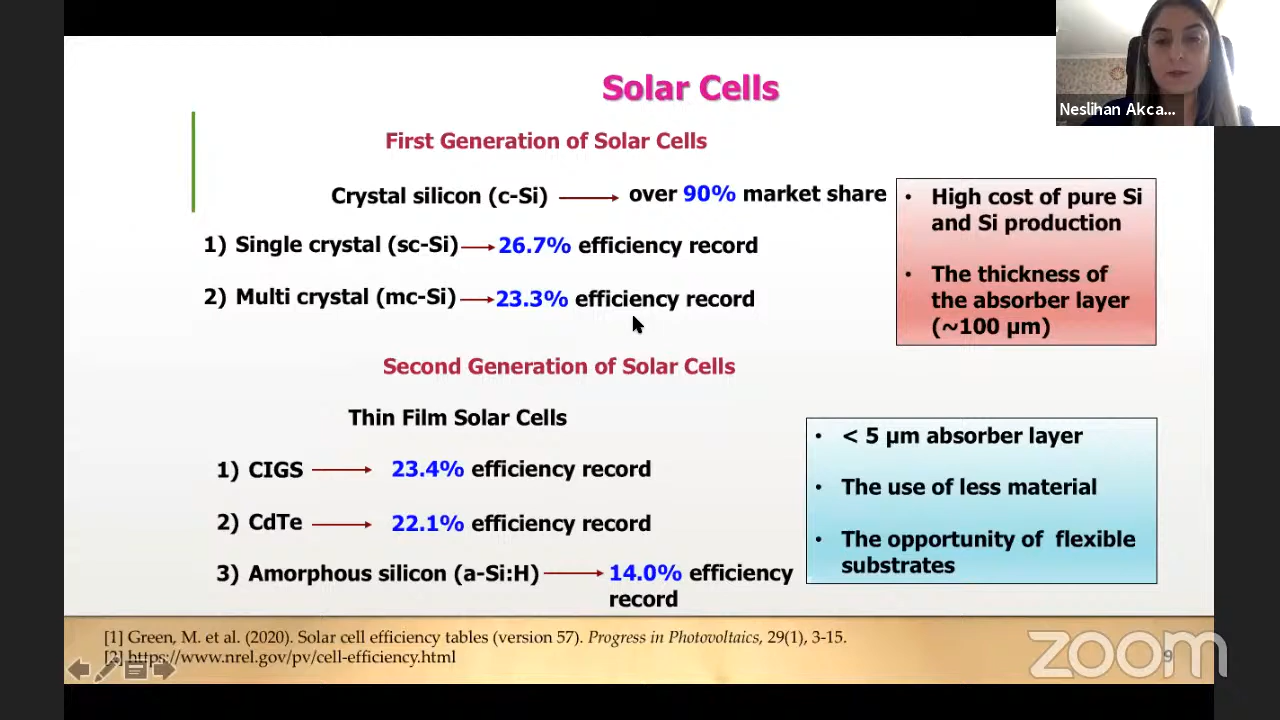 Solar Cells
Neslihan Akca...
First Generation of Solar Cells
Crystal silicon (c-Si) over 90% market share
1) Single crystal (sc-Si) 26.7% efficiency record
2) Multi crystal (mc-Si) 23.3% efficiency record
• High cost of pure Si
and Si production
• The thickness of
the absorber layer
(~100 µm)
Second Generation of Solar Cells
Thin Film Solar Cells
1) CIGS 23.4% efficiency record
2) CdTe 22.1% efficiency record
3) Amorphous silicon (a-Si:H) 14.0% efficiency
record
• < 5 µm absorber layer
• The use of less material
• The opportunity of flexible
substrates
[1] Green, M. et al. (2020). Solar cell efficiency tables (version 57). Progress in Photovoltaics, 29(1), 3-15.
[2] https://www.nrel.gov/pv/cell-efficiency.html
zoom
9